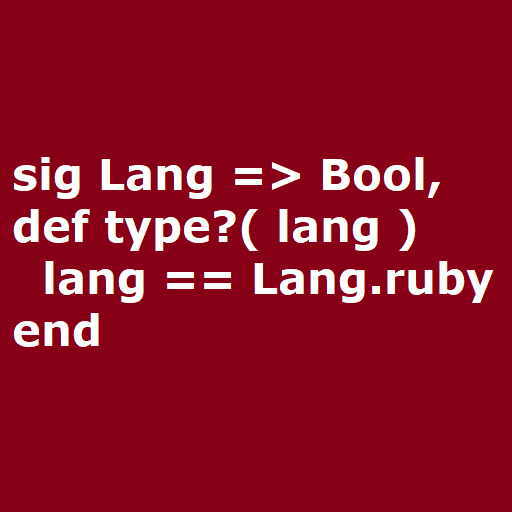 sig Lang => Bool,
def type?( lang )
  lang == Lang.ruby
end